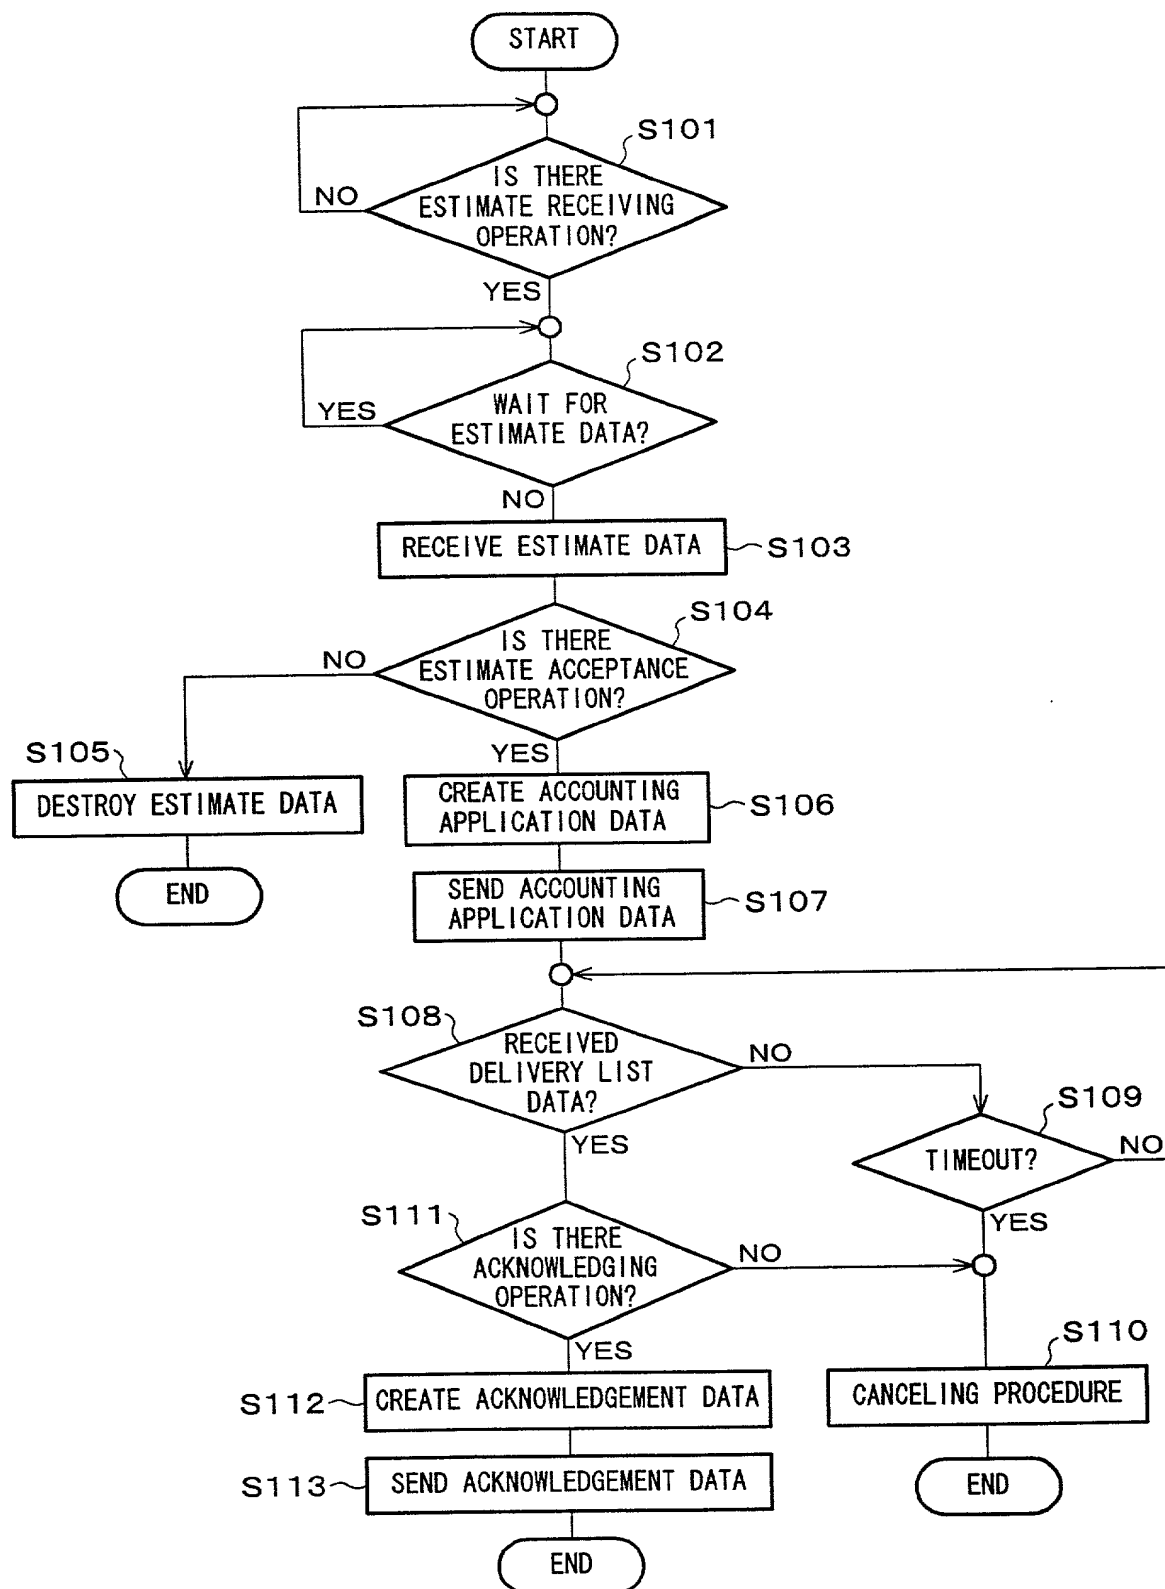 START
S101
IS THERE
ESTIMATE RECEIVING
OPERATION?
NO
YES
S102
WAIT FOR
ESTIMATE DATA?
YES
NO
RECEIVE ESTIMATE DATA
S103
S104
IS THERE
ESTIMATE ACCEPTANCE
OPERATION?
NO
YES
S105
DESTROY ESTIMATE DATA
END
CREATE ACCOUNTING
APPLICATION DATA
S106
SEND ACCOUNTING
APPLICATION DATA
S107
S108
RECEIVED
DELIVERY LIST
DATA?
NO
YES
S109
TIMEOUT?
NO
YES
S111
IS THERE
ACKNOWLEDGING
OPERATION?
NO
YES
S110
CANCELING PROCEDURE
END
S112
CREATE ACKNOWLEDGEMENT DATA
S113
SEND ACKNOWLEDGEMENT DATA
END